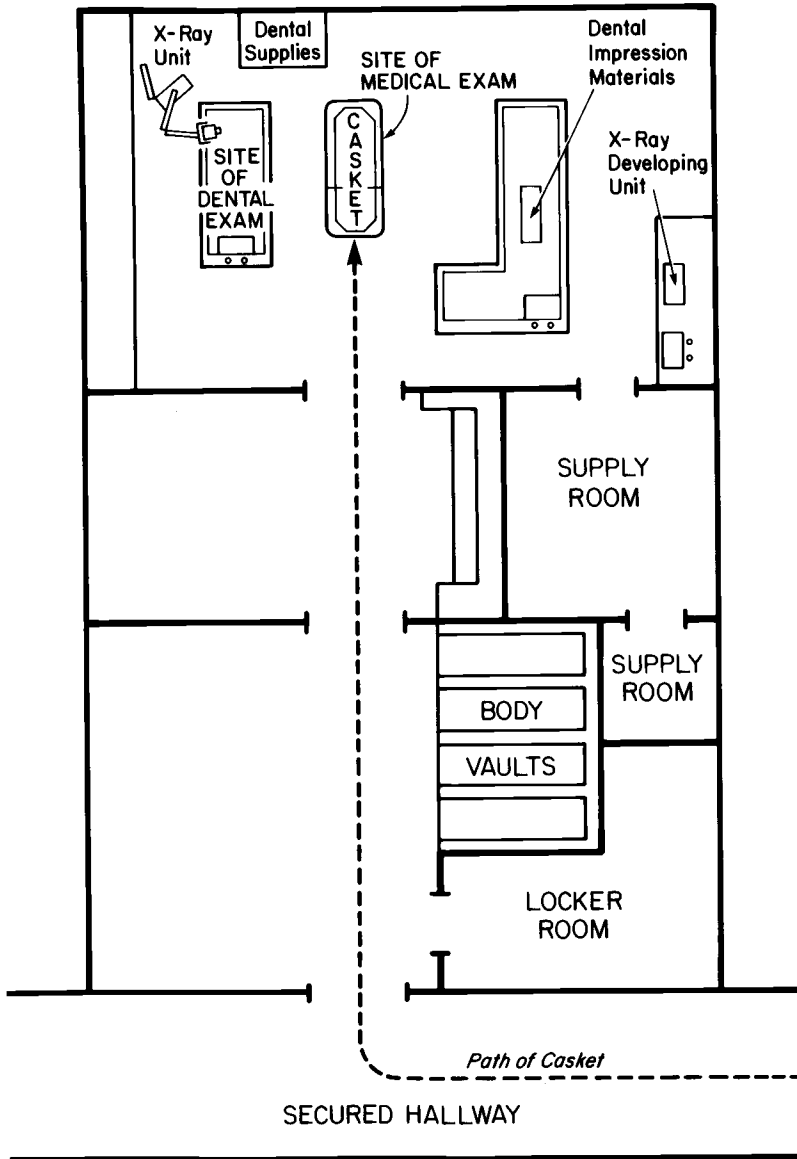 X-Ray
Unit
Dental
Supplies
SITE OF
MEDICAL EXAM
Dental
Impression
Materials
X-Ray
Developing
Unit
SITE
OF
DENTAL
EXAM
CASKET
SUPPLY
ROOM
SUPPLY
ROOM
BODY
VAULTS
LOCKER
ROOM
Path of Casket
SECURED HALLWAY